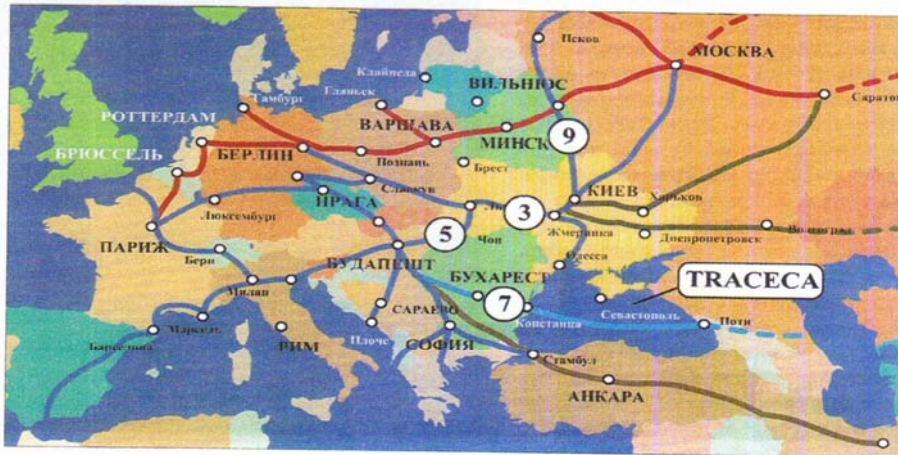 Псков
МОСКВА
Клайпеда
ВИЛЬНЮС
Гданьск
Саратов
Гамбург
РОТТЕРДАМ
ВАРШАВА
МИНСК
9
БЕРЛИН
БРЮССЕЛЬ
Познань
Брест
КИЕВ
ПРАГА
3
Харьков
Люксембург
5
Жмеринка
ПАРИЖ
Чоп
Днепропетровск
Берн
БУДАПЕШТ
Одесса
БУХАРЕСТ
TRACECA
Милан
7
САРАЕВО
Констанца
Севастополь
Поти
Барселона
РИМ
Плоче
СОФИЯ
Стамбул
АНКАРА